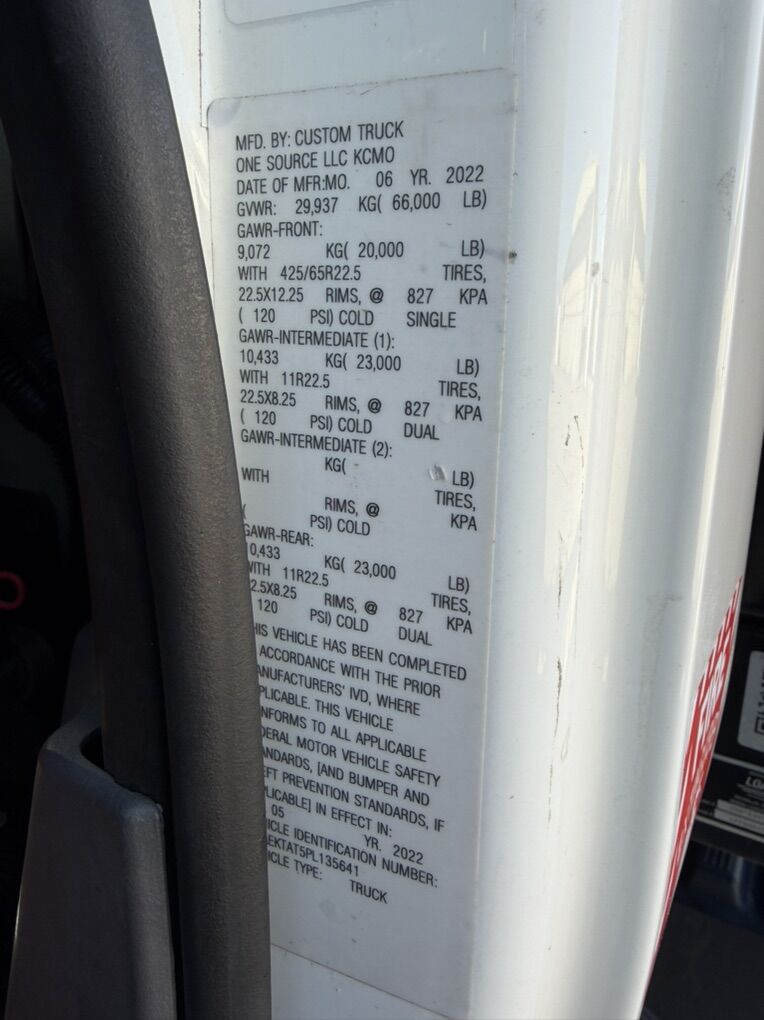 MFD. BY: CUSTOM TRUCK
ONE SOURCE LLC KCMO
DATE OF MFR:MO. 06 YR. 2022
GVWR: 29,937 KG( 66,000 LB)
GAWR-FRONT:
9,072 KG( 20,000 LB)
WITH 425/65R22.5 TIRES,
22.5X12.25 RIMS, @ 827 KPA
( 120 PSI) COLD SINGLE
GAWR-INTERMEDIATE (1):
10,433 KG( 23,000 LB)
WITH 11R22.5 TIRES,
22.5X8.25 RIMS, @ 827 KPA
( 120 PSI) COLD DUAL
GAWR-INTERMEDIATE (2):
KG( LB)
WITH TIRES,
RIMS, @ KPA
( PSI) COLD
GAWR-REAR:
0,433 KG( 23,000 LB)
WITH 11R22.5 TIRES,
2.5X8.25 RIMS, @ 827 KPA
120 PSI) COLD DUAL
HIS VEHICLE HAS BEEN COMPLETED
ACCORDANCE WITH THE PRIOR
ANUFACTURERS' IVD, WHERE
PLICABLE. THIS VEHICLE
NFORMS TO ALL APPLICABLE
DERAL MOTOR VEHICLE SAFETY
ANDARDS, [AND BUMPER AND
EFT PREVENTION STANDARDS, IF
PLICABLE] IN EFFECT IN:
05 YR. 2022
ICLE IDENTIFICATION NUMBER:
EKTAT5PL135641
ICLE TYPE: TRUCK